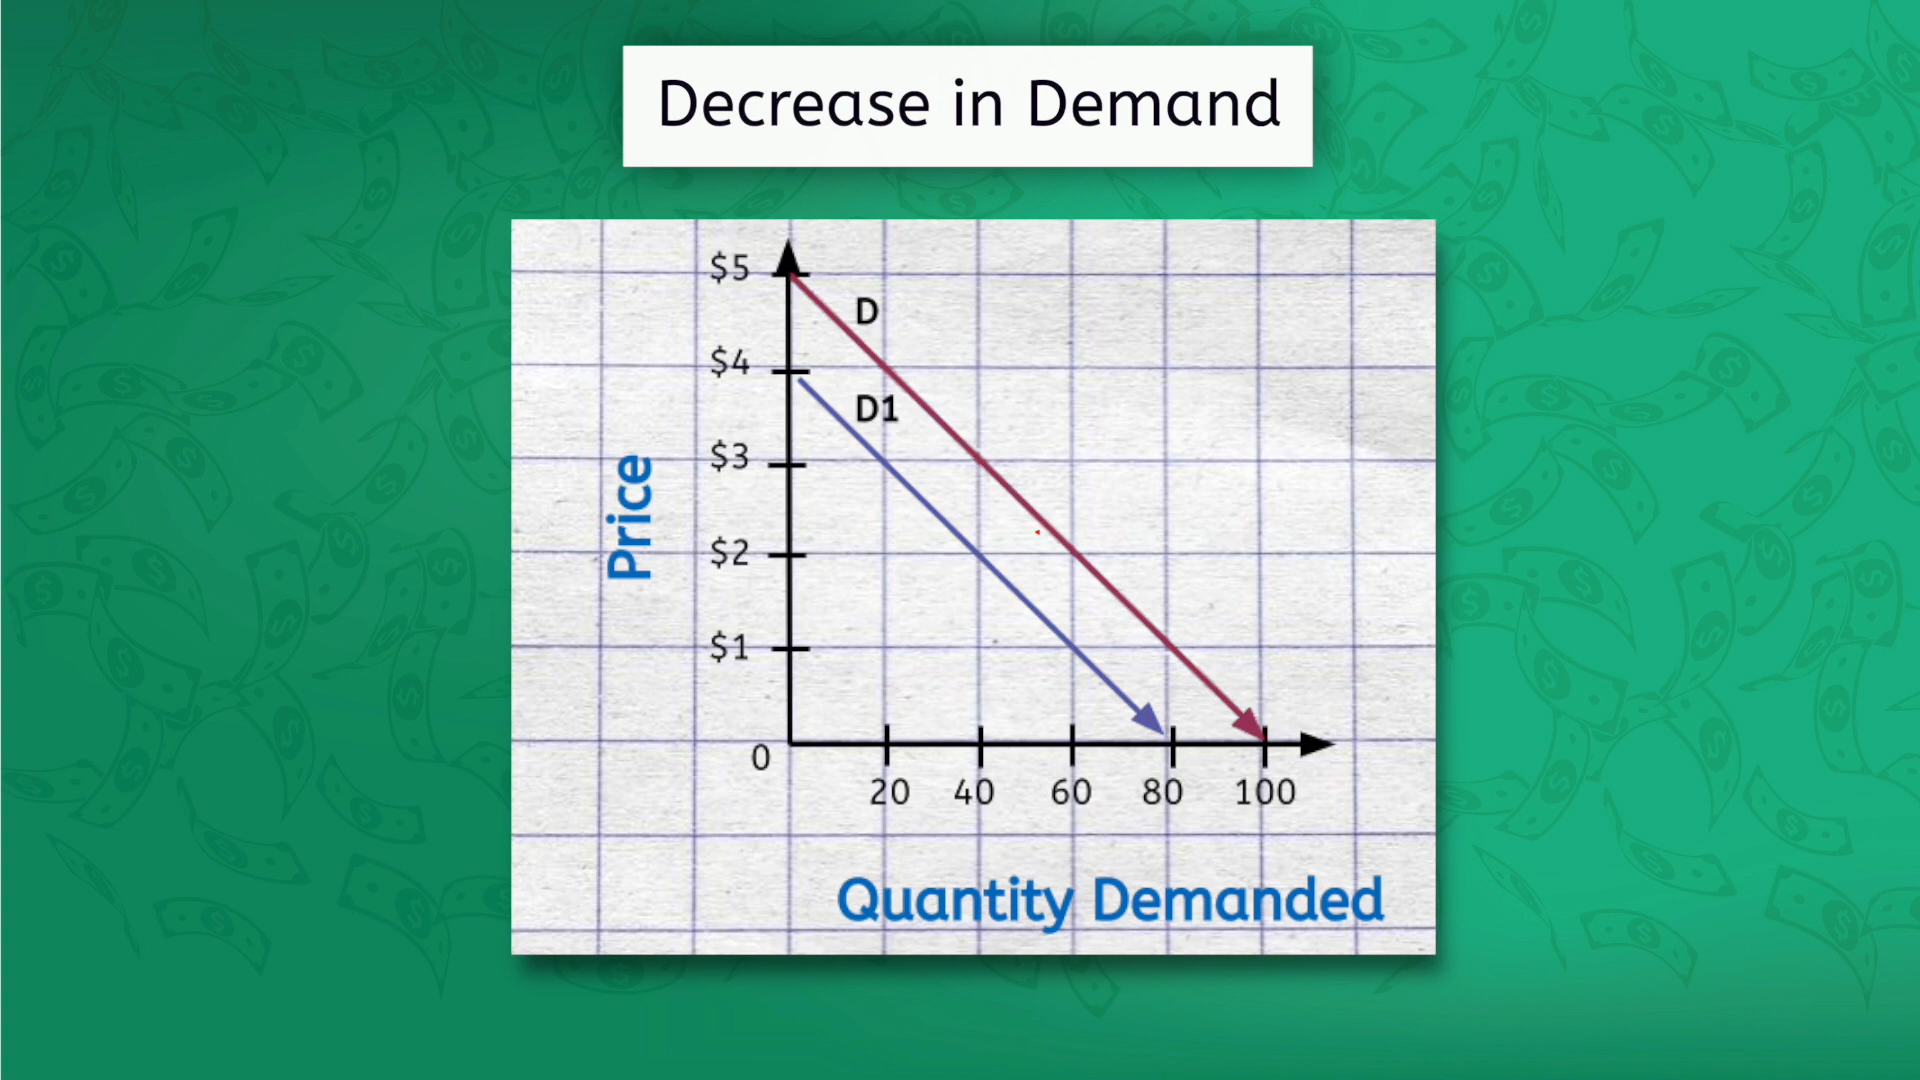 Decrease in Demand
$5
D
$4
D1
$3
Price
$2
$1
0
20 40 60 80 100
Quantity Demanded